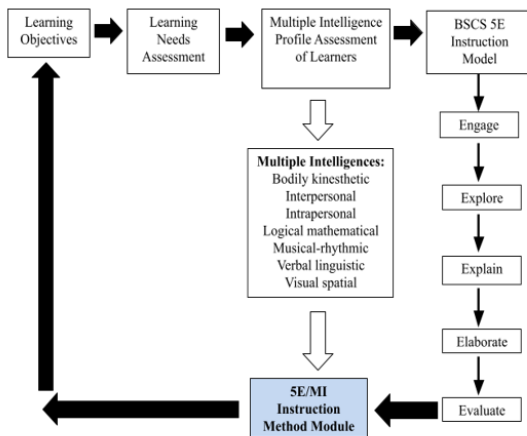 Learning
Objectives
Learning
Needs
Assessment
Multiple Intelligence
Profile Assessment
of Learners
BSCS 5E
Instruction
Model
Engage
Explore
Explain
Elaborate
Evaluate
Multiple Intelligences:
Bodily kinesthetic
Interpersonal
Intrapersonal
Logical mathematical
Musical-rhythmic
Verbal linguistic
Visual spatial
5E/MI
Instruction
Method Module